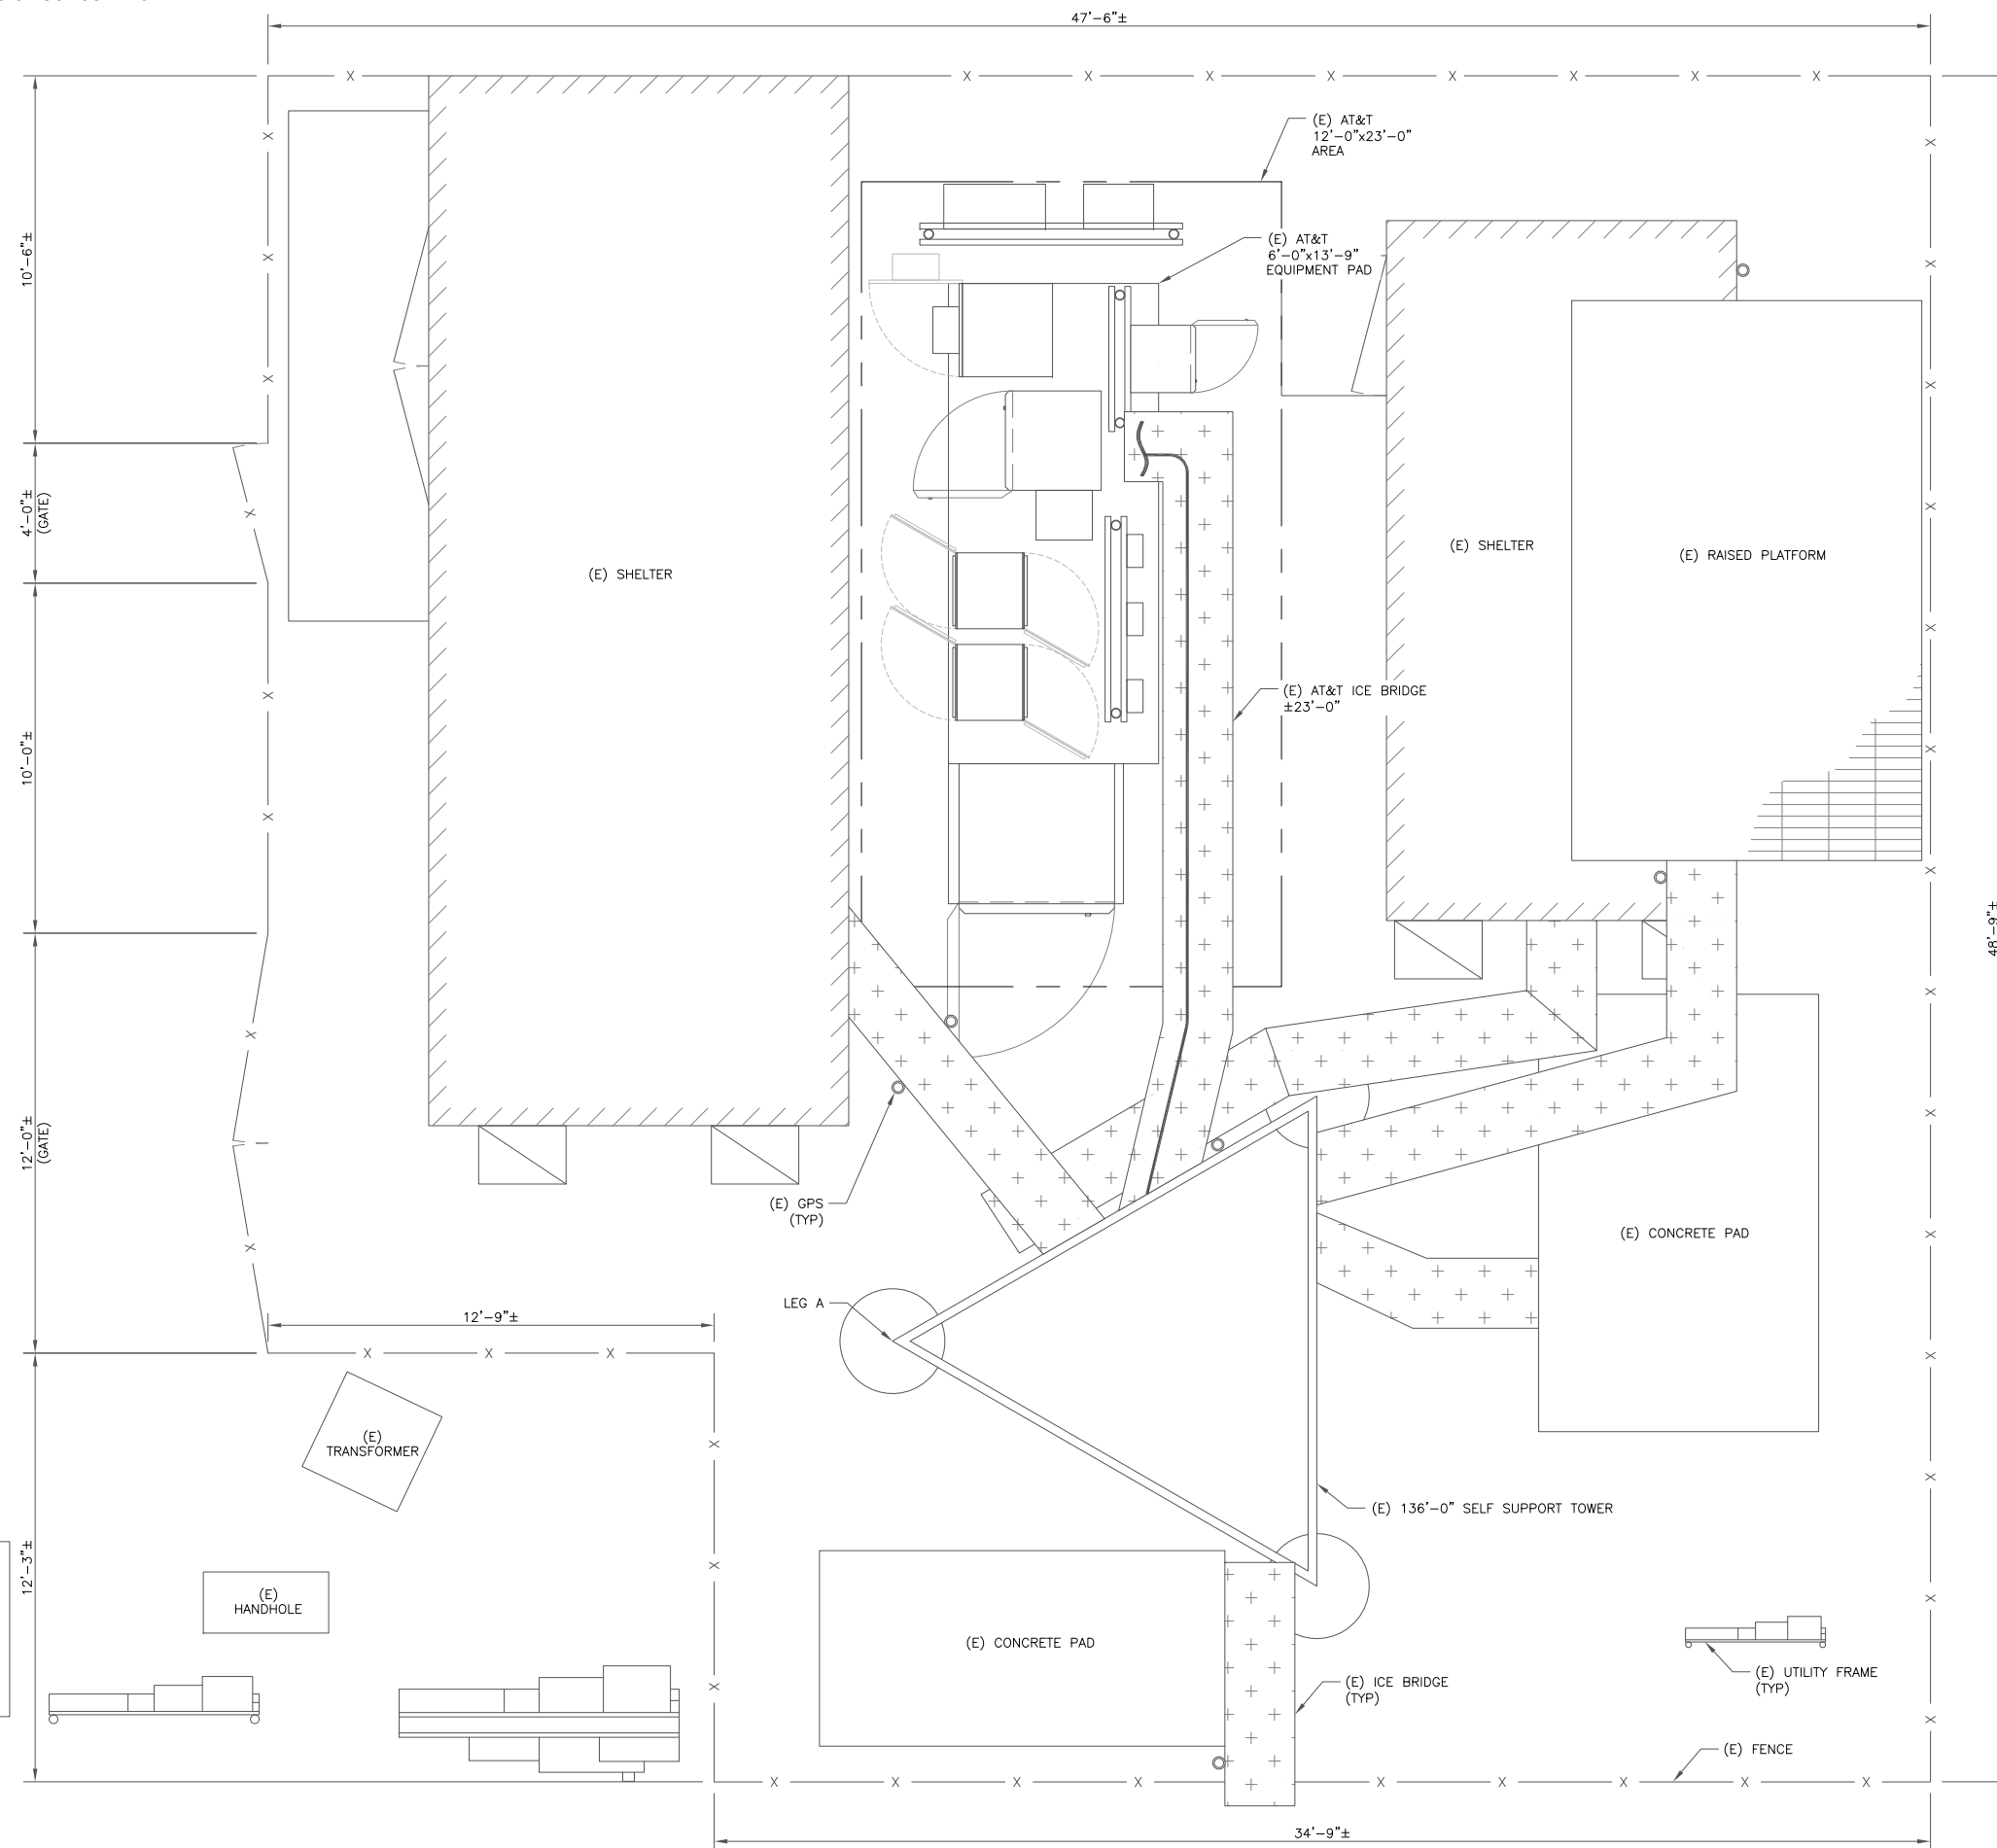 47'-6"±
(E) AT&T
12'-0"x23'-0"
AREA
(E) AT&T
6'-0"x13'-9"
EQUIPMENT PAD
10'-6"±
4'-0"±
(GATE)
(E) SHELTER
(E) SHELTER
(E) RAISED PLATFORM
(E) AT&T ICE BRIDGE
±23'-0"
10'-0"±
48'-9"±
12'-0"±
(GATE)
(E) GPS
(TYP)
(E) CONCRETE PAD
LEG A
12'-9"±
(E)
TRANSFORMER
(E) 136'-0" SELF SUPPORT TOWER
12'-3"±
(E)
HANDHOLE
(E) CONCRETE PAD
(E) ICE BRIDGE
(TYP)
(E) UTILITY FRAME
(TYP)
(E) FENCE
34'-9"±